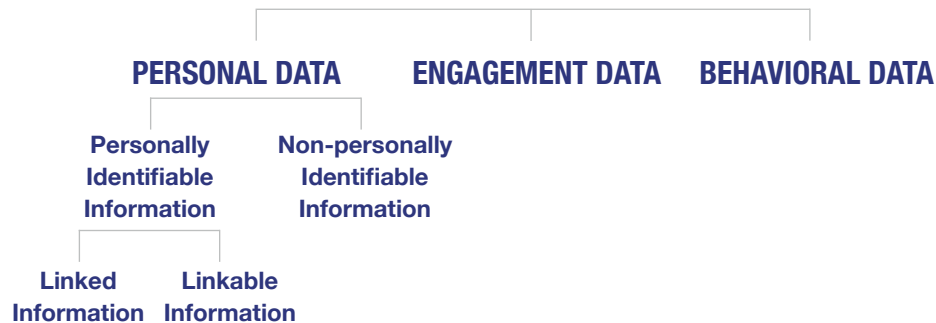 PERSONAL DATA ENGAGEMENT DATA BEHAVIORAL DATA
Personally
Identifiable
Information
Non-personally
Identifiable
Information
Linked
Information
Linkable
Information